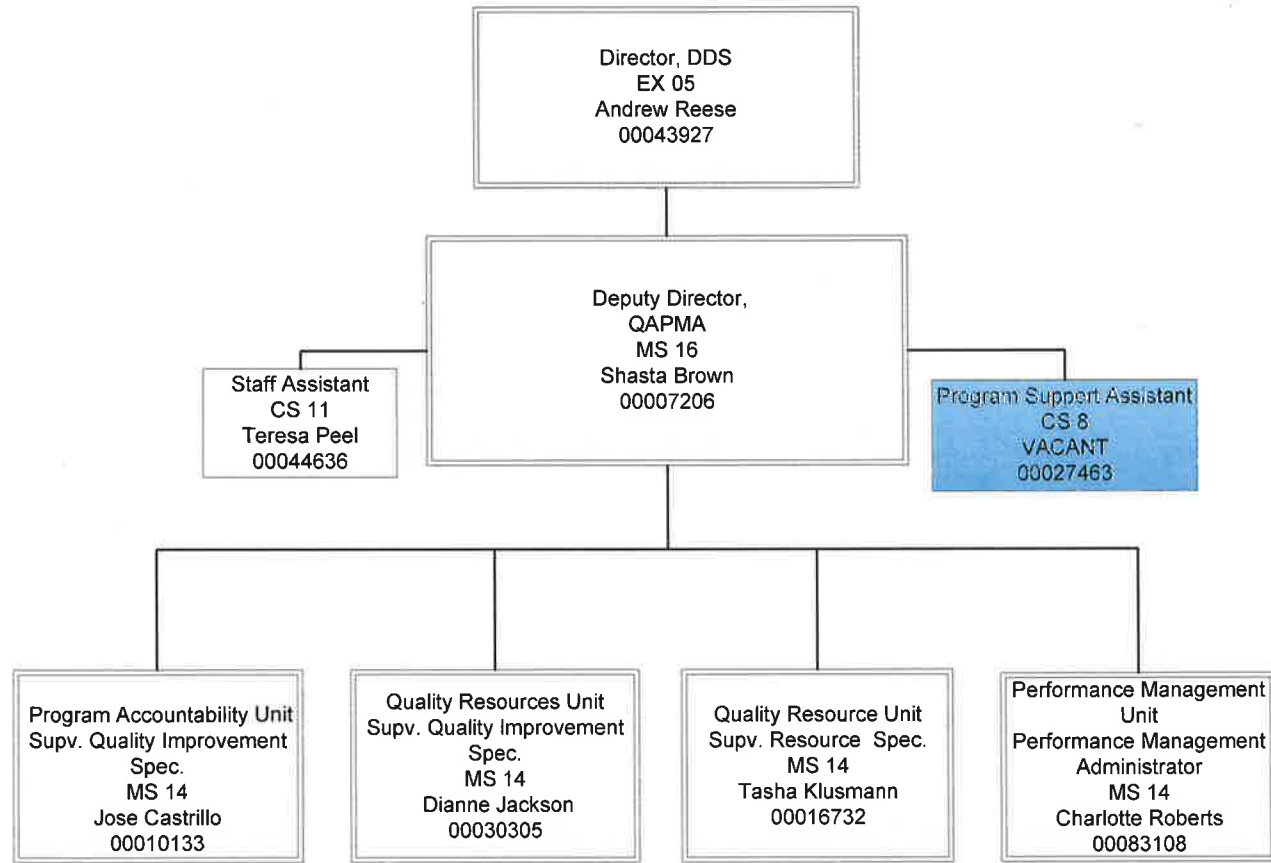 Director, DDS
EX 05
Andrew Reese
00043927
Deputy Director,
QAPMA
MS 16
Shasta Brown
00007206
Staff Assistant
CS 11
Teresa Peel
00044636
Program Support Assistant
CS 8
VACANT
00027463
Program Accountability Unit
Supv. Quality Improvement
Spec.
MS 14
Jose Castrillo
00010133
Quality Resources Unit
Supv. Quality Improvement
Spec.
MS 14
Dianne Jackson
00030305
Quality Resource Unit
Supv. Resource Spec.
MS 14
Tasha Klusmann
00016732
Performance Management
Unit
Performance Management
Administrator
MS 14
Charlotte Roberts
00083108